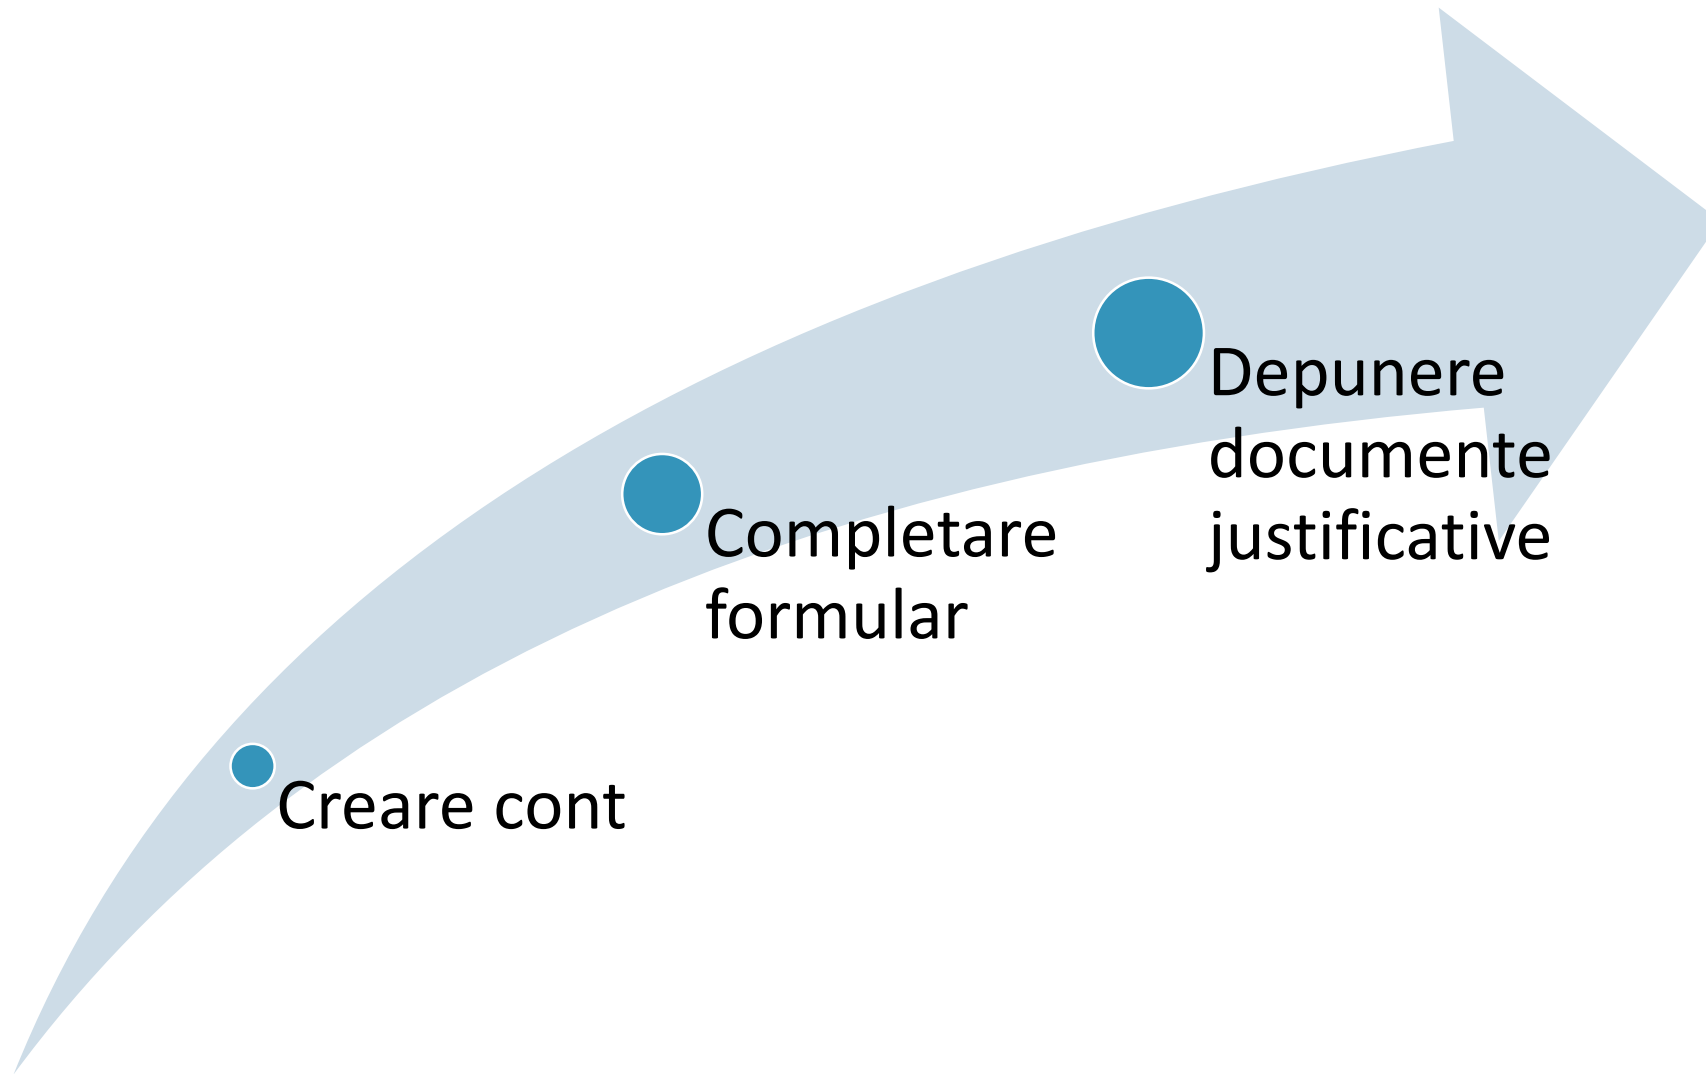 Creare cont
Completare
formular
Depunere
documente
justificative